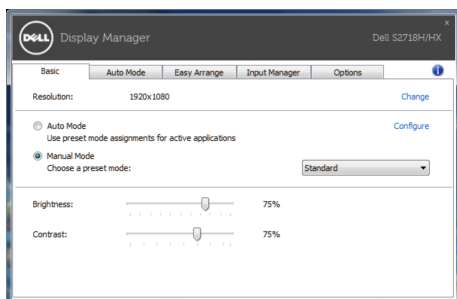 DELL Display Manager Dell S2718H/HX
Basic Auto Mode Easy Arrange Input Manager Options
Resolution: 1920x1080 Change
Auto Mode Configure
Use preset mode assignments for active applications
Manual Mode
Choose a preset mode: Standard
Brightness: 75%
Contrast: 75%